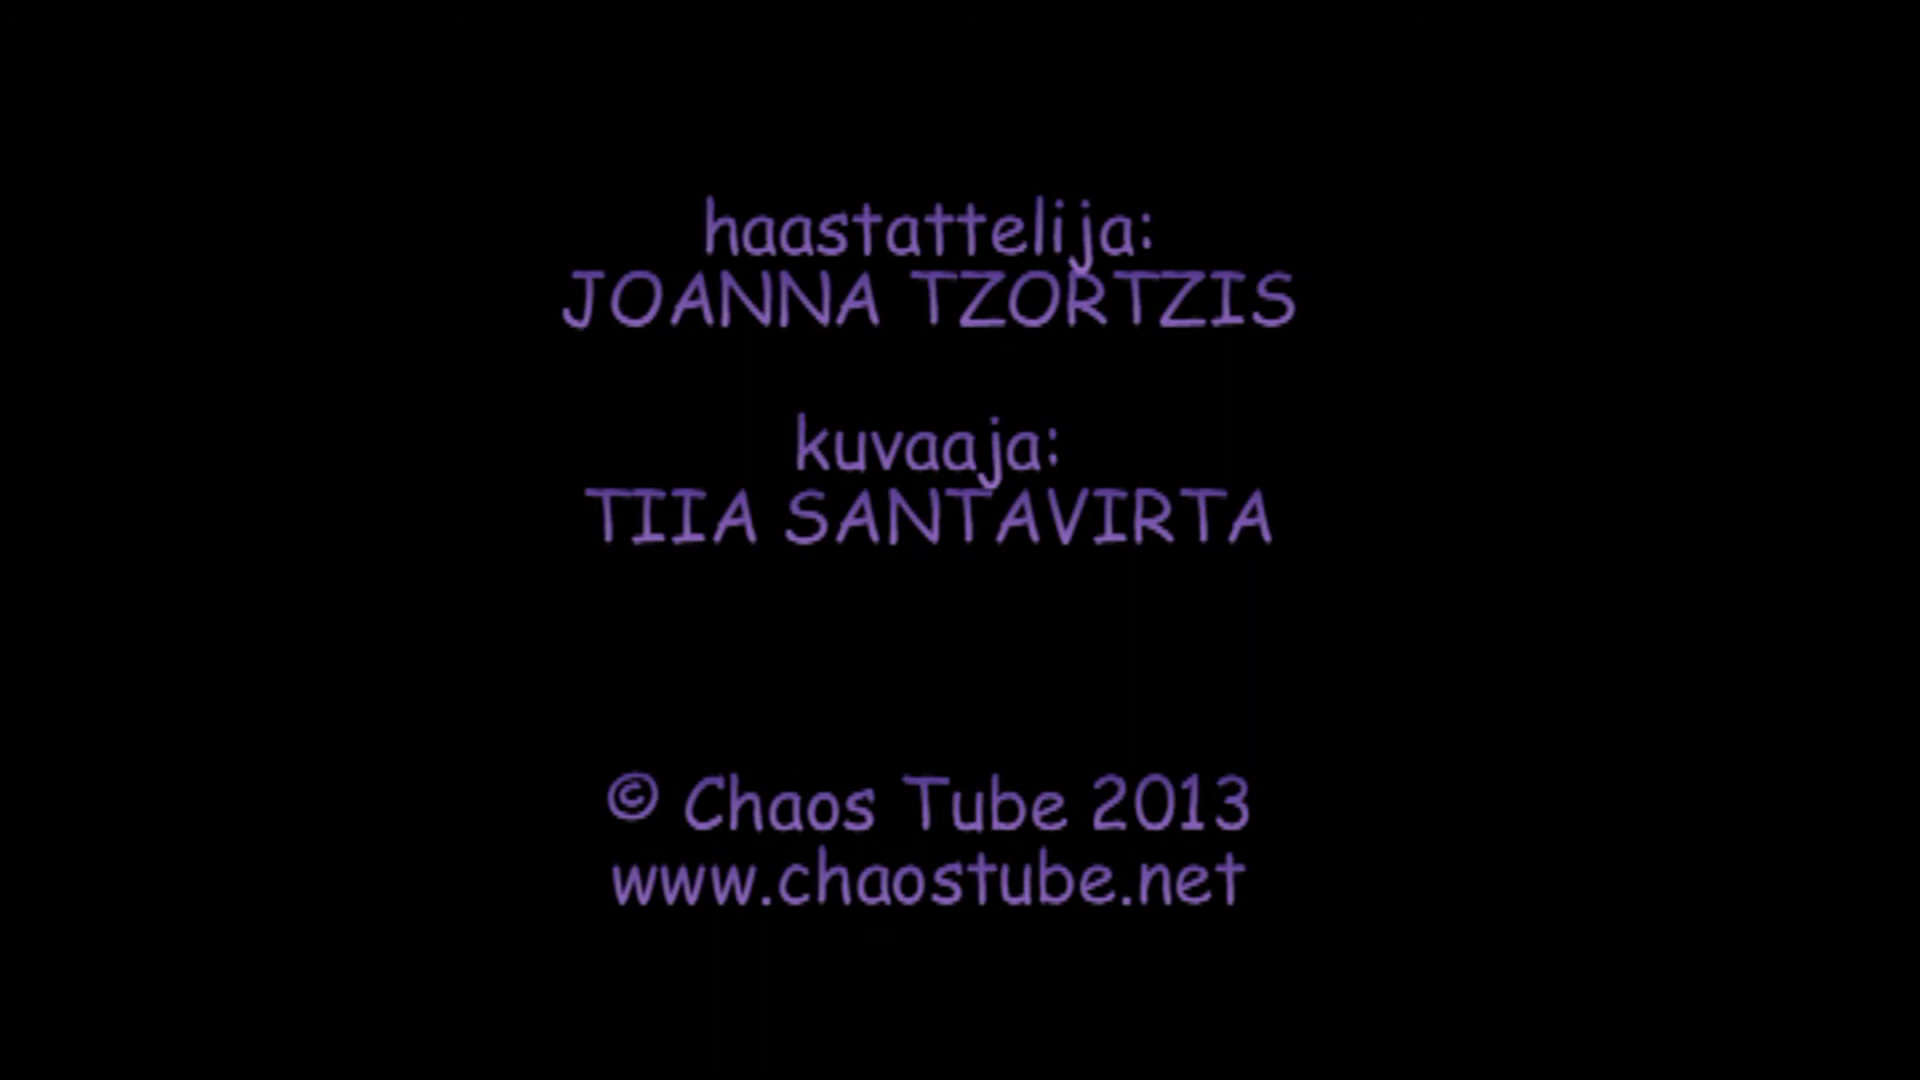 haastattelija:
JOANNA TZORTZIS
kuvaaja:
TIIA SANTAVIRTA
© Chaos Tube 2013
www.chaostube.net